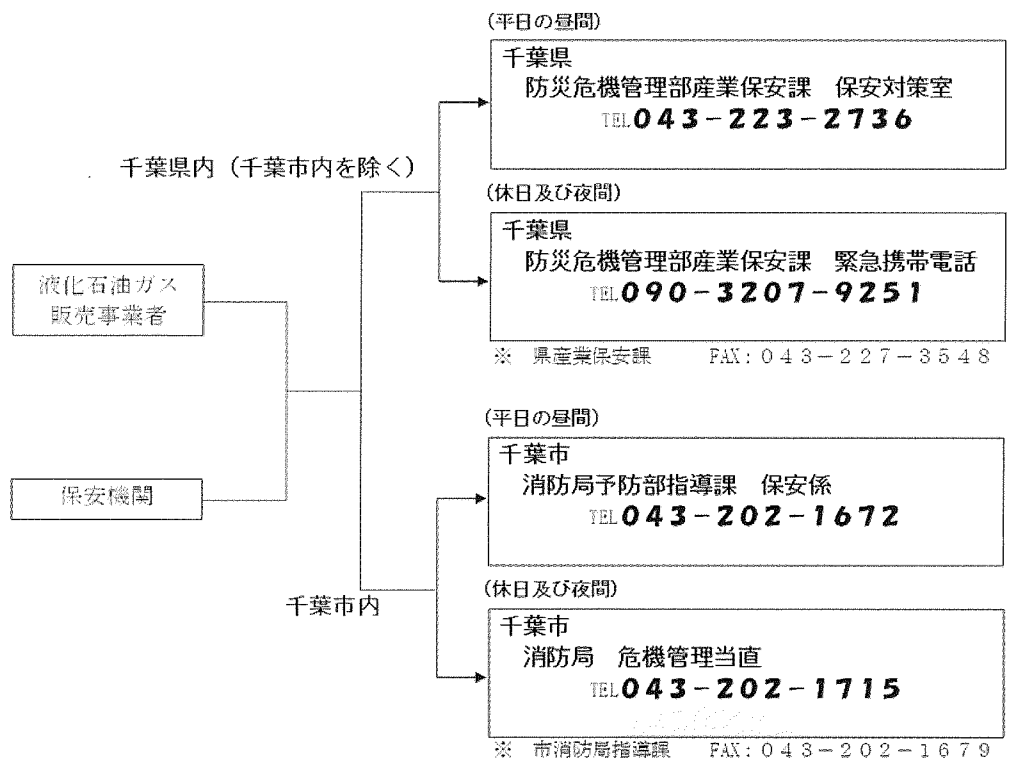 (平日の昼間)
千葉県
防災危機管理部産業保安課　保安対策室
TEL043-223-2736
千葉県内（千葉市内を除く）
(休日及び夜間)
千葉県
防災危機管理部産業保安課　緊急携帯電話
TEL090-3207-9251
※　県産業保安課　FAX:043-227-3548
液化石油ガス
販売事業者
保安機関
(平日の昼間)
千葉市
消防局予防部指導課　保安係
TEL043-202-1672
千葉市内
(休日及び夜間)
千葉市
消防局　危機管理当直
TEL043-202-1715
※　市消防局指導課　FAX:043-202-1679